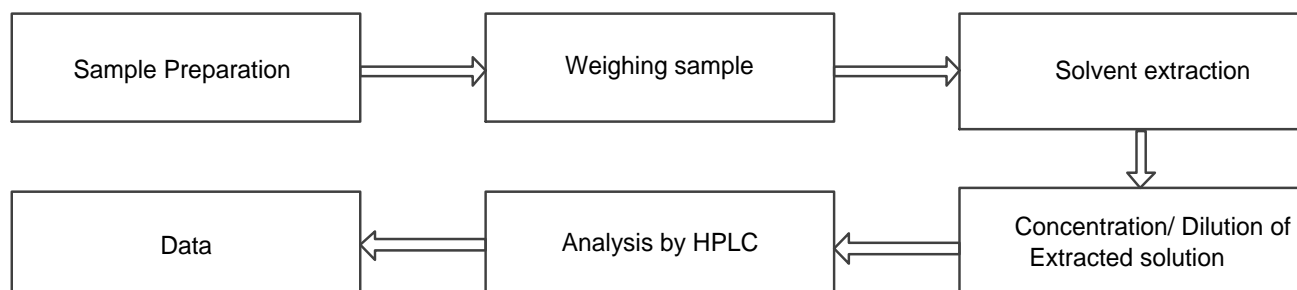 Sample Preparation
Weighing sample
Solvent extraction
Concentration/ Dilution of
Extracted solution
Analysis by HPLC
Data